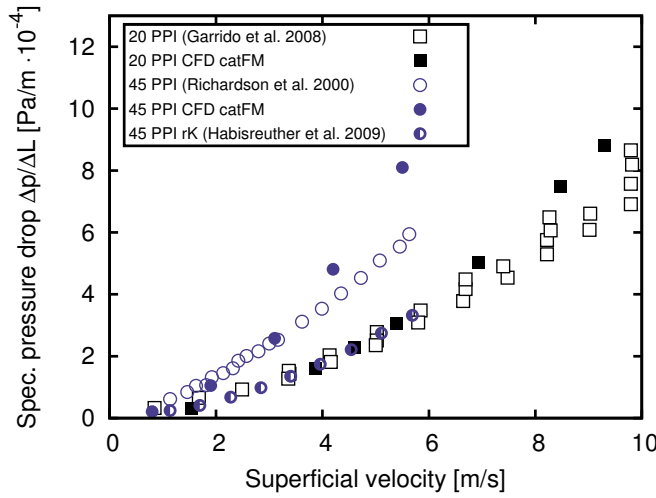 Spec. pressure drop Δp/ΔL [Pa/m ·10⁻⁴]
12
10
8
6
4
2
0
20 PPI (Garrido et al. 2008)
20 PPI CFD catFM
45 PPI (Richardson et al. 2000)
45 PPI CFD catFM
45 PPI rK (Habisreuther et al. 2009)
0 2 4 6 8 10
Superficial velocity [m/s]